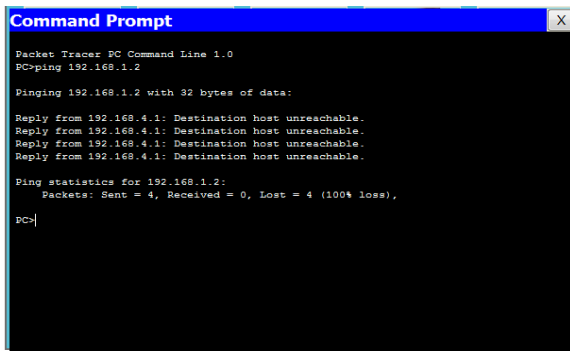 Command Prompt
X
Packet Tracer PC Command Line 1.0
PC>ping 192.168.1.2
Pinging 192.168.1.2 with 32 bytes of data:
Reply from 192.168.4.1: Destination host unreachable.
Reply from 192.168.4.1: Destination host unreachable.
Reply from 192.168.4.1: Destination host unreachable.
Reply from 192.168.4.1: Destination host unreachable.
Ping statistics for 192.168.1.2:
Packets: Sent = 4, Received = 0, Lost = 4 (100% loss),
PC>